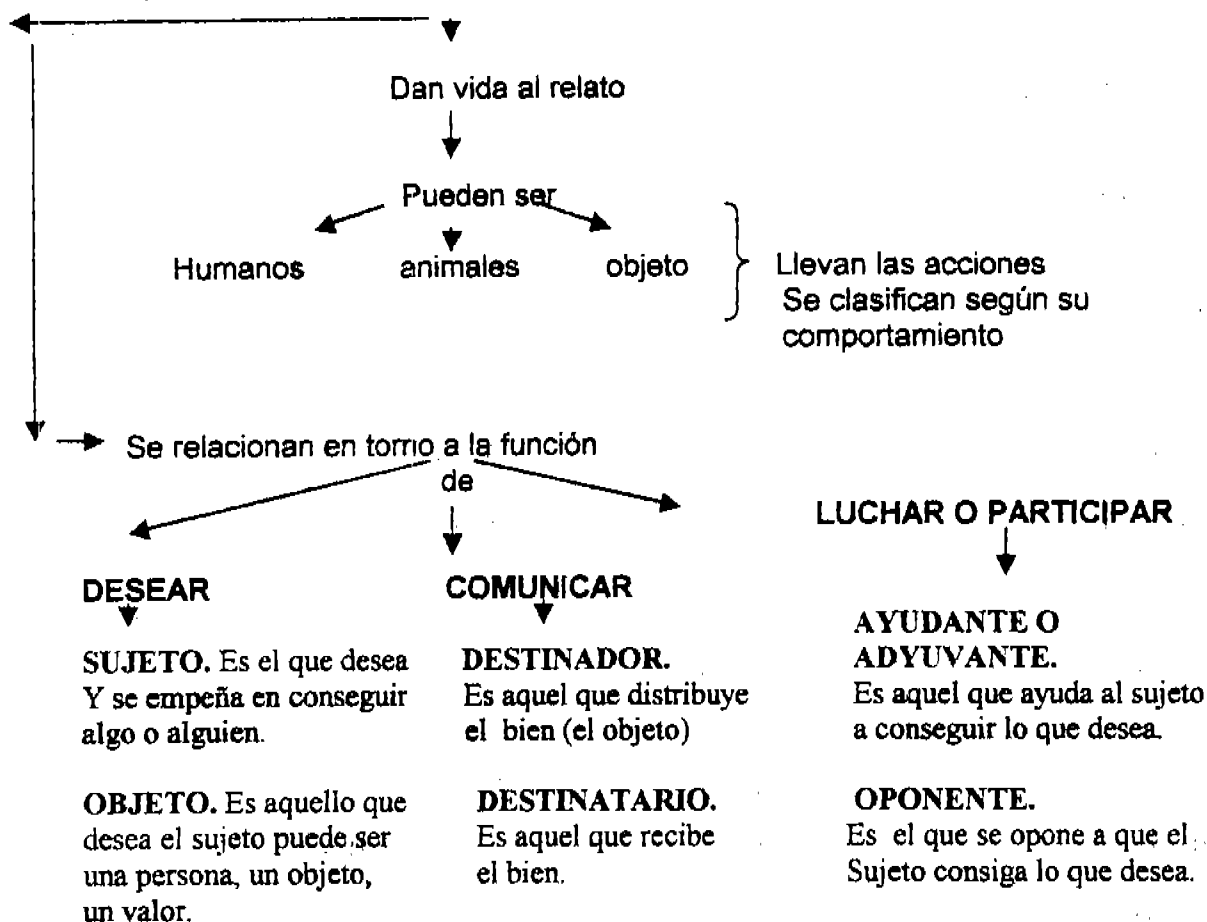 Dan vida al relato
Pueden ser
Humanos animales objeto
Llevan las acciones
Se clasifican según su
comportamiento
Se relacionan en torno a la función
de
DESEAR
SUJETO. Es el que desea
Y se empeña en conseguir
algo o alguien.
OBJETO. Es aquello que
desea el sujeto puede ser
una persona, un objeto,
un valor.
COMUNICAR
DESTINADOR.
Es aquel que distribuye
el bien (el objeto)
DESTINATARIO.
Es aquel que recibe
el bien.
LUCHAR O PARTICIPAR
AYUDANTE O
ADYUVANTE.
Es aquel que ayuda al sujeto
a conseguir lo que desea.
OPONENTE.
Es el que se opone a que el
Sujeto consiga lo que desea.